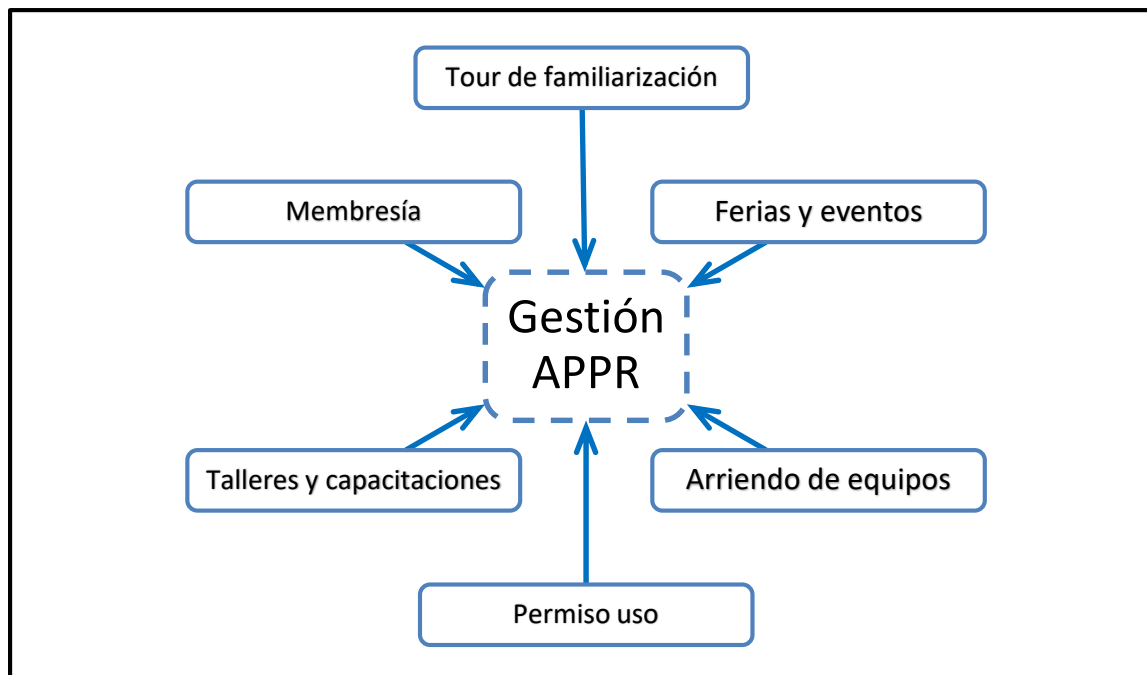 Tour de familiarización
Membresía
Ferias y eventos
Gestión
APPR
Talleres y capacitaciones
Arriendo de equipos
Permiso uso